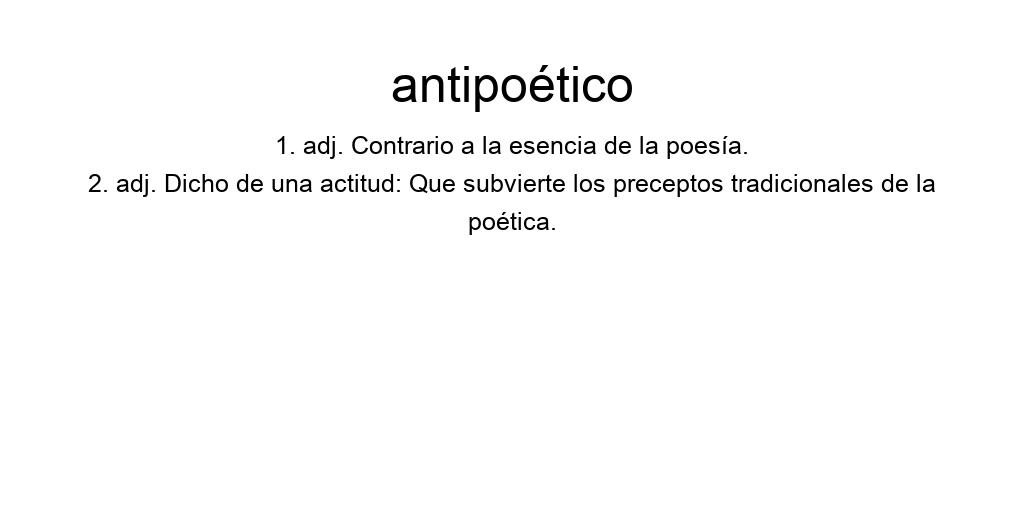 antipoético
1. adj. Contrario a la esencia de la poesía.
2. adj. Dicho de una actitud: Que subvierte los preceptos tradicionales de la
poética.